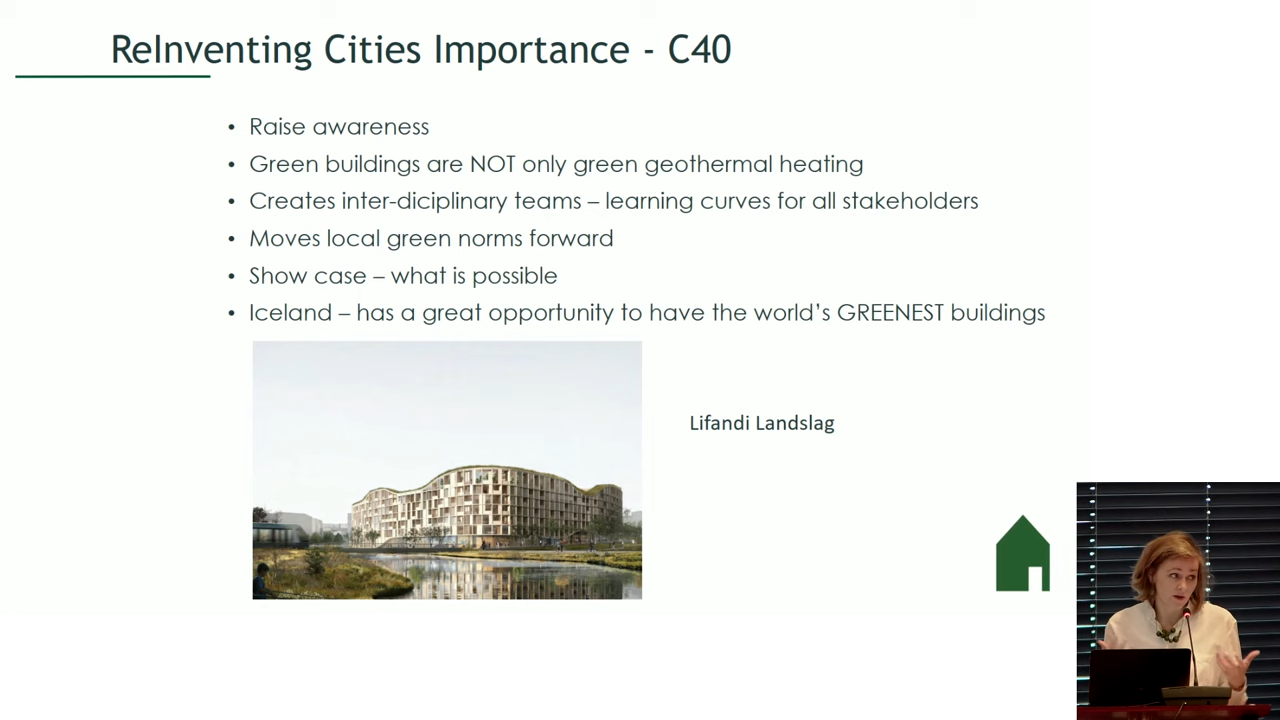 ReInventing Cities Importance - C40
• Raise awareness
• Green buildings are NOT only green geothermal heating
• Creates inter-diciplinary teams – learning curves for all stakeholders
• Moves local green norms forward
• Show case – what is possible
• Iceland – has a great opportunity to have the world's GREENEST buildings
Lifandi Landslag